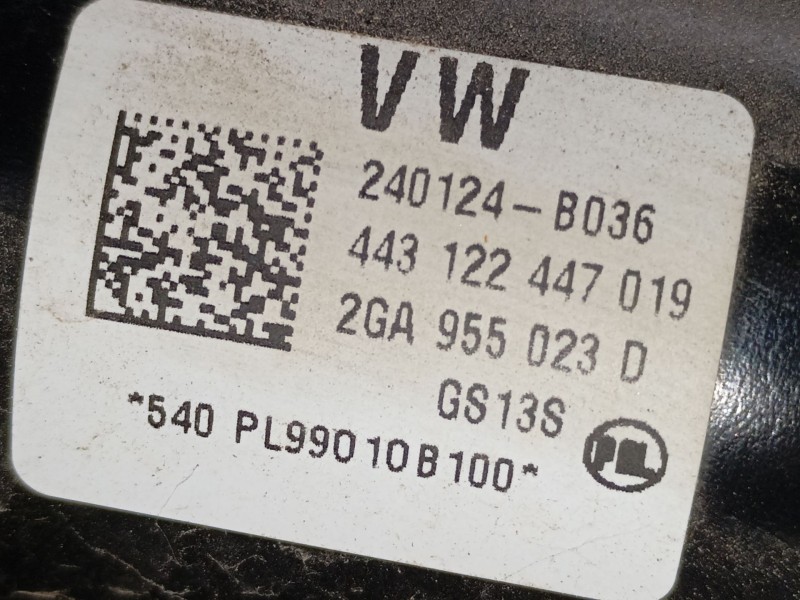 VW
240124-B036
443 122 447 019
2GA 955 023 D
GS13S
*540 PL99010B100*